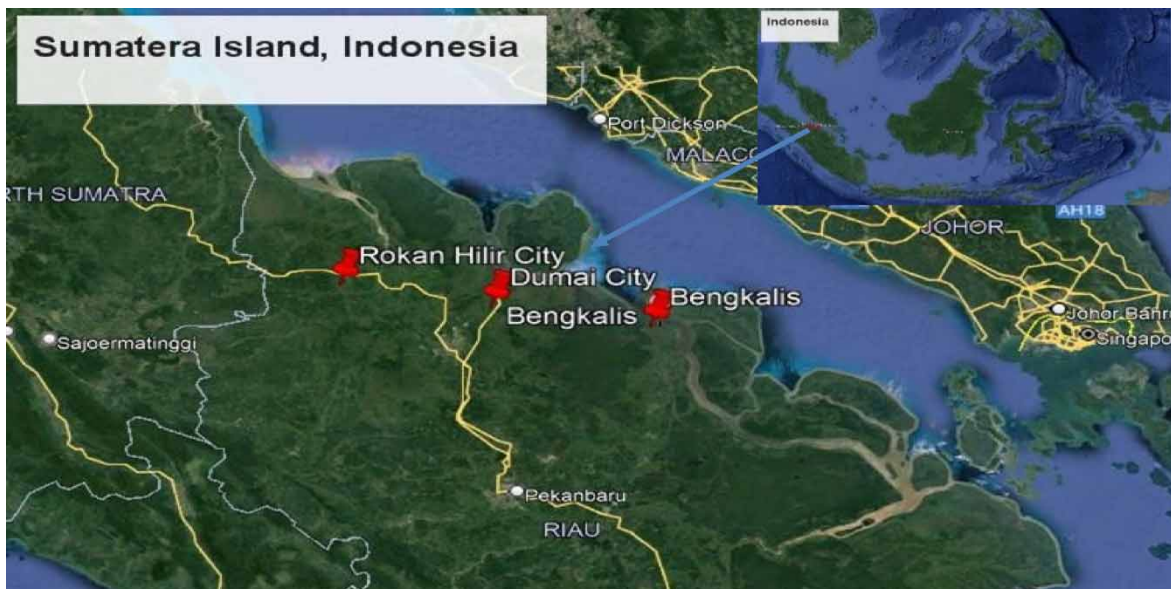 Sumatera Island, Indonesia
Indonesia
Port Dickson
MALACC
RTH SUMATRA
AH18
JOHOR
Rokan Hilir City
Dumai City
Bengkalis
Bengkalis
Johor Bahru
Singapo
Sajoermatinggi
Pekanbaru
RIAU